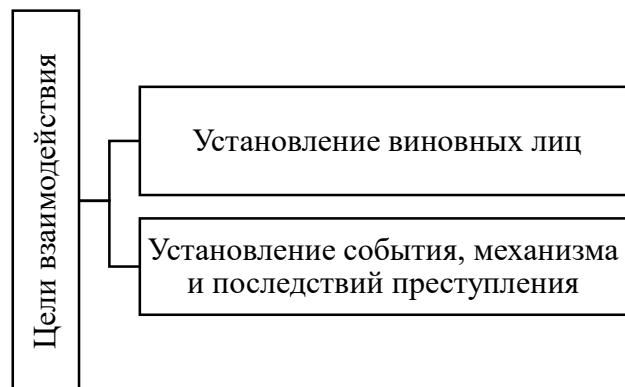 Цели взаимодействия
Установление виновных лиц
Установление события, механизма
и последствий преступления